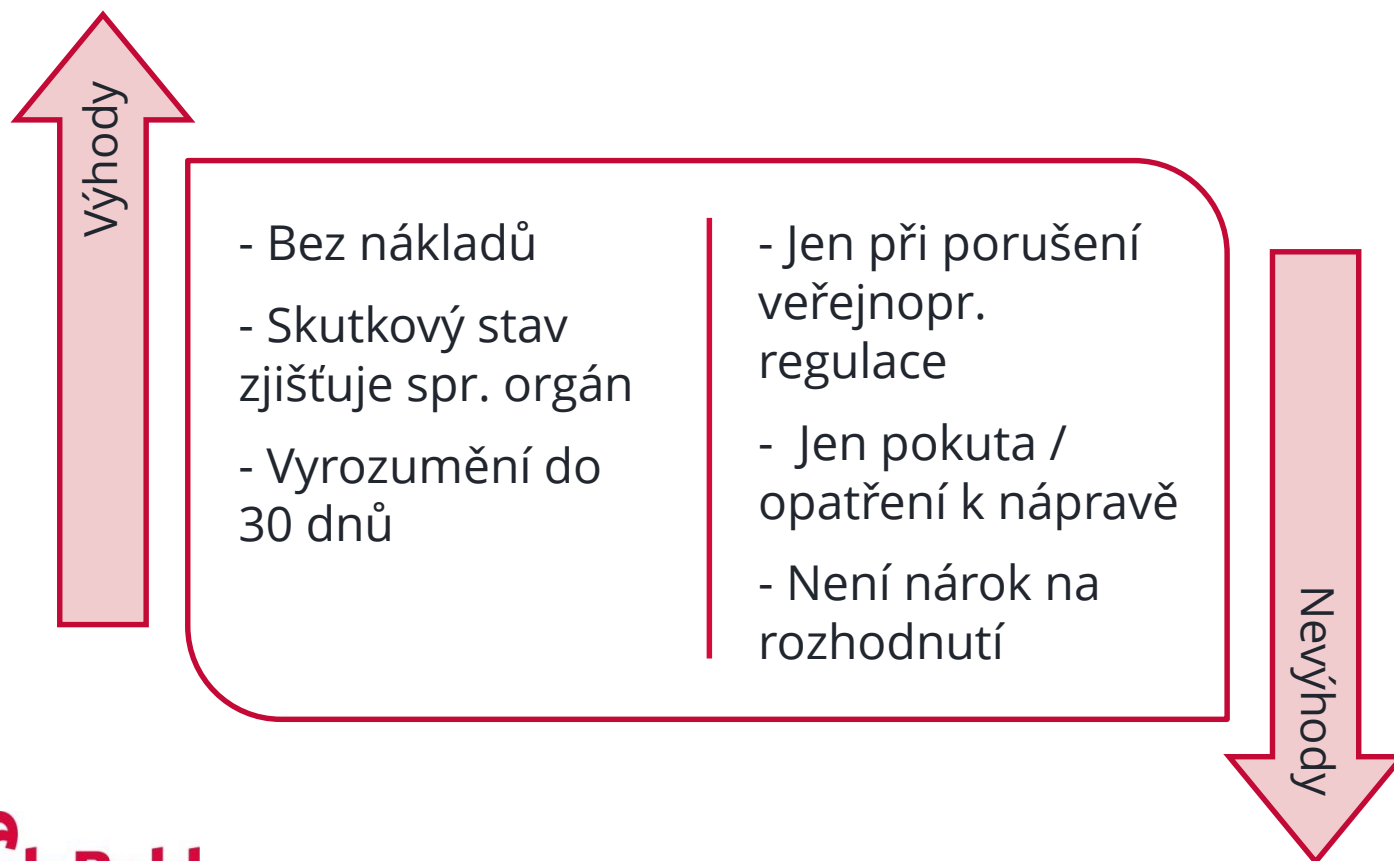 Výhody
- Bez nákladů
- Skutkový stav
zjišťuje spr. orgán
- Vyrozumění do
30 dnů
- Jen při porušení
veřejnopr.
regulace
- Jen pokuta /
opatření k nápravě
- Není nárok na
rozhodnutí
Nevýhody